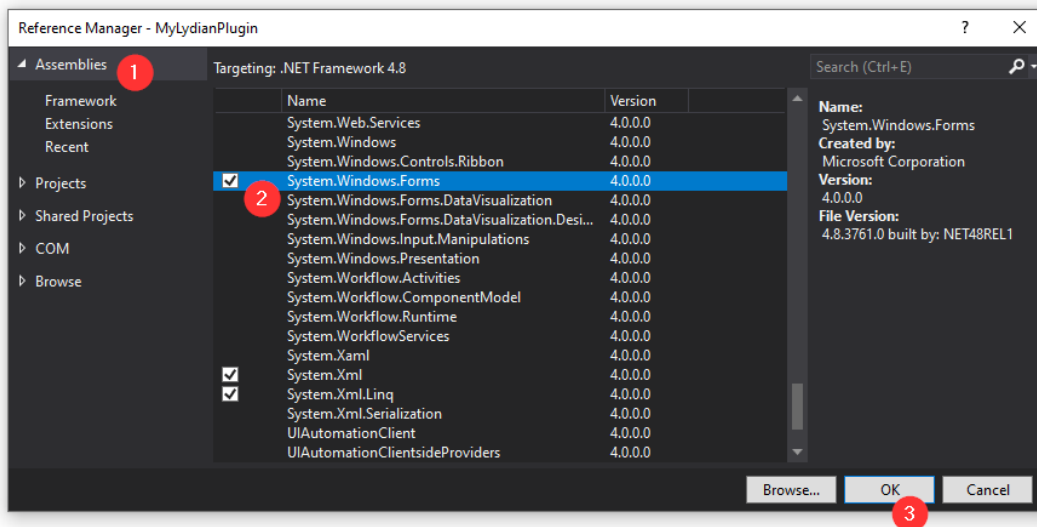 Reference Manager - MyLydianPlugin
?
Assemblies
1
Framework
Extensions
Recent
Projects
Shared Projects
COM
Browse
Targeting: .NET Framework 4.8
Name Version
System.Web.Services 4.0.0.0
System.Windows 4.0.0.0
System.Windows.Controls.Ribbon 4.0.0.0
System.Windows.Forms 4.0.0.0
2
System.Windows.Forms.DataVisualization 4.0.0.0
System.Windows.Forms.DataVisualization.Desi... 4.0.0.0
System.Windows.Input.Manipulations 4.0.0.0
System.Windows.Presentation 4.0.0.0
System.Workflow.Activities 4.0.0.0
System.Workflow.ComponentModel 4.0.0.0
System.Workflow.Runtime 4.0.0.0
System.WorkflowServices 4.0.0.0
System.Xaml 4.0.0.0
System.Xml 4.0.0.0
System.Xml.Linq 4.0.0.0
System.Xml.Serialization 4.0.0.0
UIAutomationClient 4.0.0.0
UIAutomationClientsideProviders 4.0.0.0
Search (Ctrl+E)
Name:
System.Windows.Forms
Created by:
Microsoft Corporation
Version:
4.0.0.0
File Version:
4.8.3761.0 built by: NET48REL1
Browse... OK Cancel
3